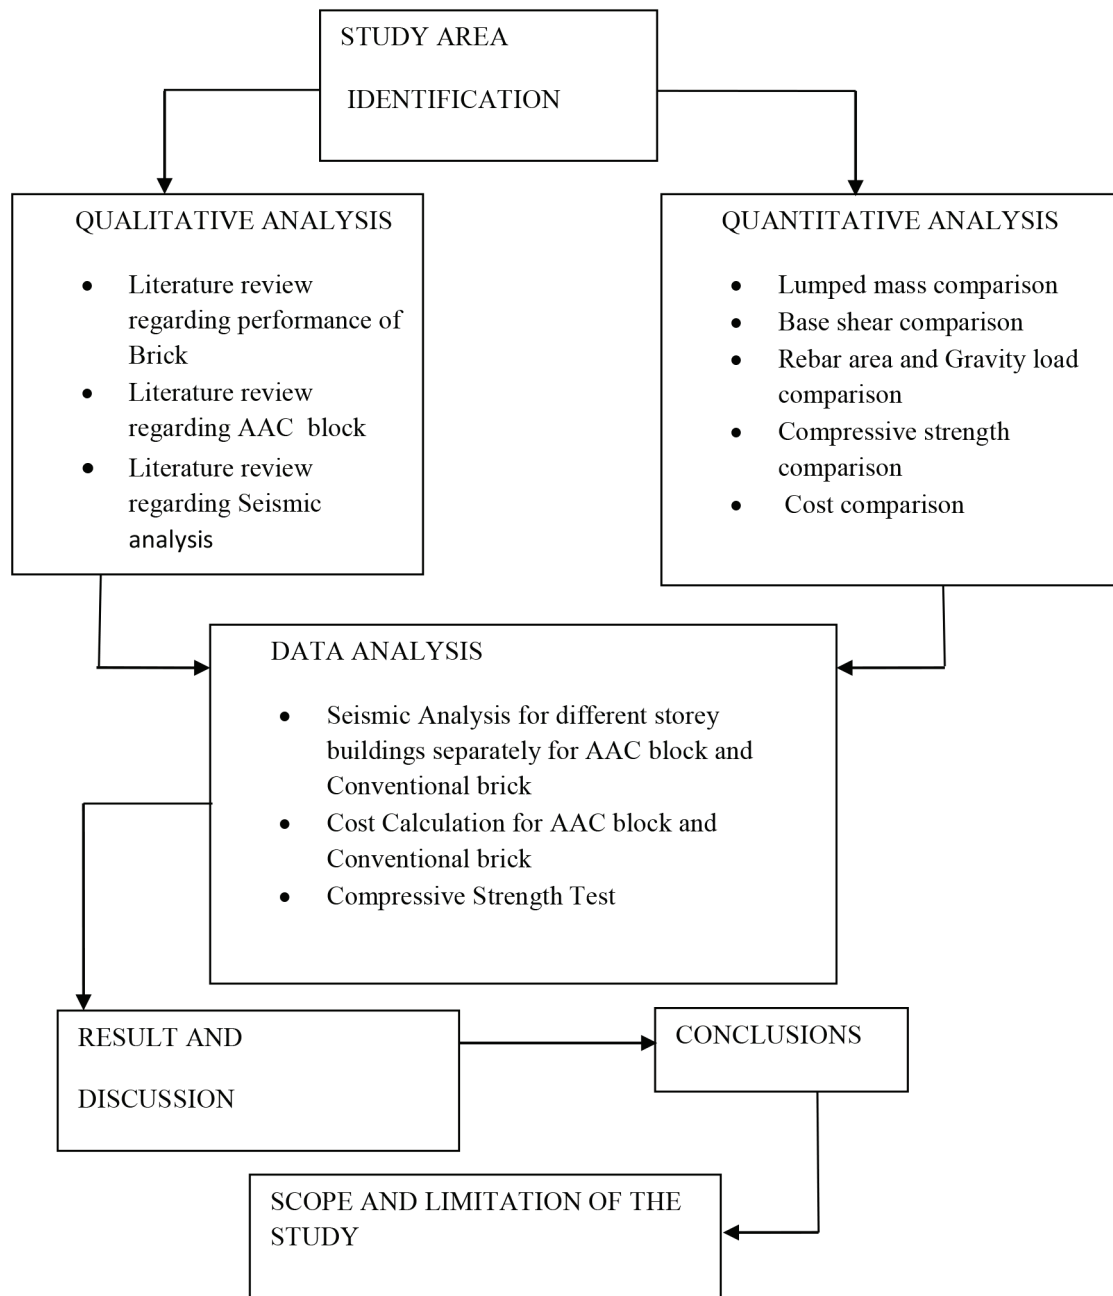 STUDY AREA
IDENTIFICATION
QUALITATIVE ANALYSIS
• Literature review
regarding performance of
Brick
• Literature review
regarding AAC block
• Literature review
regarding Seismic
analysis
QUANTITATIVE ANALYSIS
• Lumped mass comparison
• Base shear comparison
• Rebar area and Gravity load
comparison
• Compressive strength
comparison
• Cost comparison
DATA ANALYSIS
• Seismic Analysis for different storey
buildings separately for AAC block and
Conventional brick
• Cost Calculation for AAC block and
Conventional brick
• Compressive Strength Test
RESULT AND
DISCUSSION
CONCLUSIONS
SCOPE AND LIMITATION OF THE
STUDY